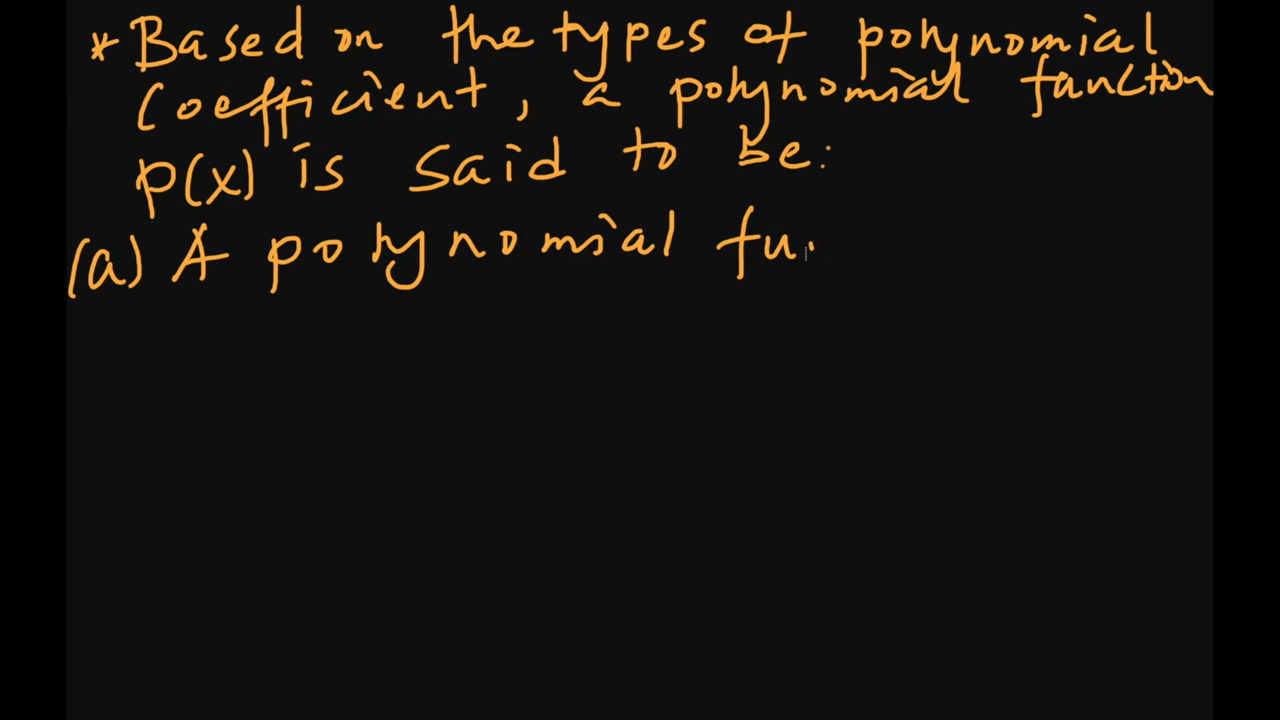 * Based on the types of polynomial
coefficient, a polynomial function
p(x) is said to be:
(a) A polynomial fu